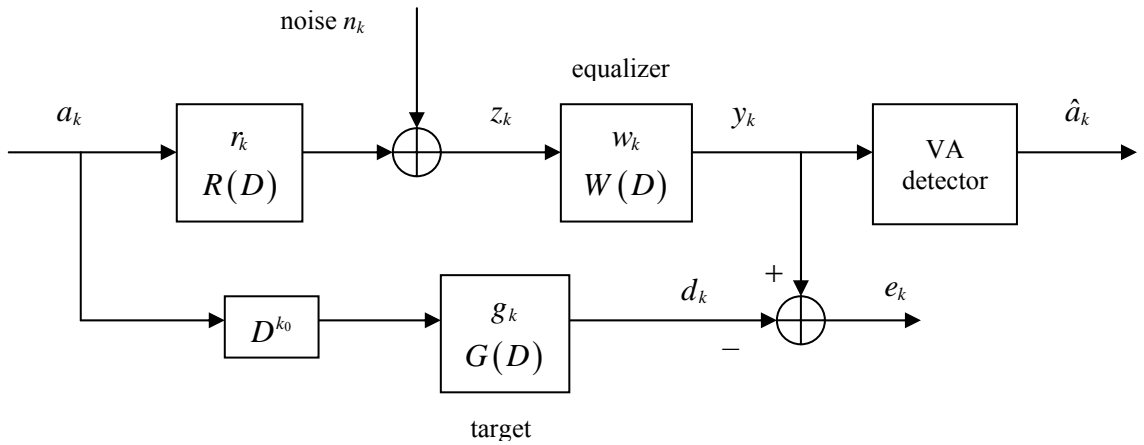 noise n_k
equalizer
a_k
r_k
R(D)
z_k
w_k
W(D)
y_k
VA
detector
â_k
D^{k_0}
g_k
G(D)
d_k
+
−
e_k
target